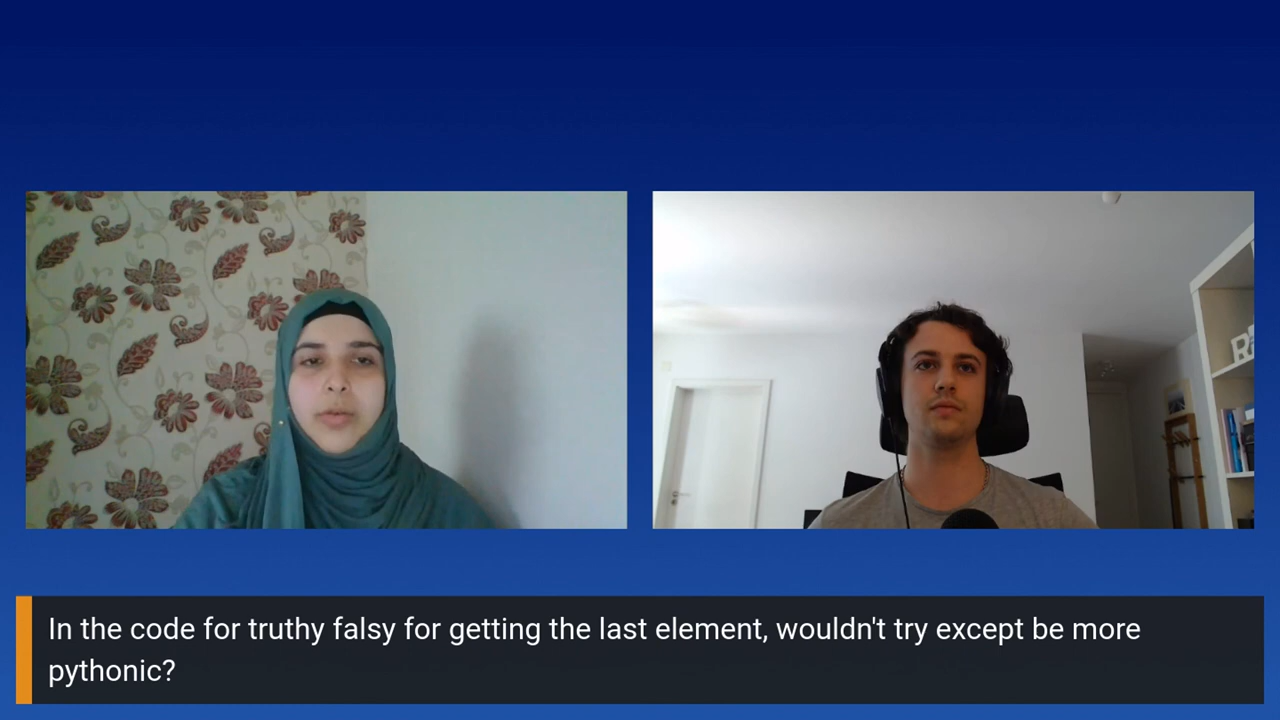 In the code for truthy falsy for getting the last element, wouldn't try except be more
pythonic?